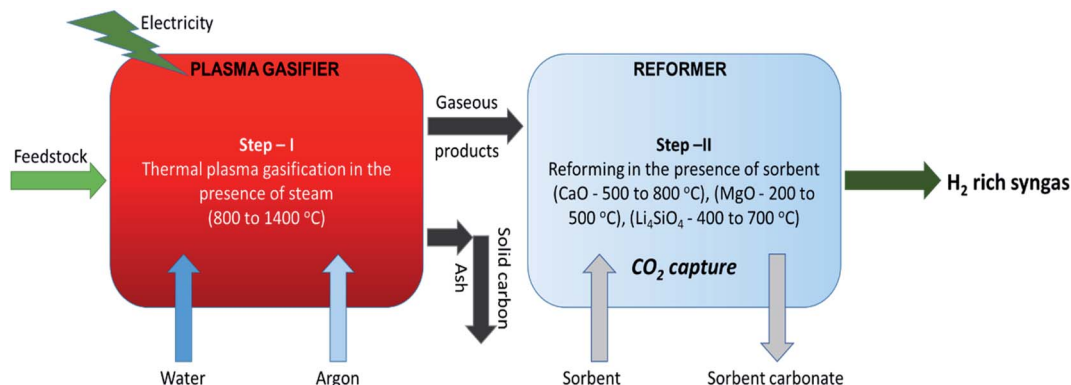 Electricity
PLASMA GASIFIER
Step – I
Thermal plasma gasification in the
presence of steam
(800 to 1400 °C)
Feedstock
Water
Argon
Gaseous
products
Solid carbon
Ash
REFORMER
Step –II
Reforming in the presence of sorbent
(CaO - 500 to 800 °C), (MgO - 200 to
500 °C), (Li₄SiO₄ - 400 to 700 °C)
CO₂ capture
Sorbent
Sorbent carbonate
H₂ rich syngas